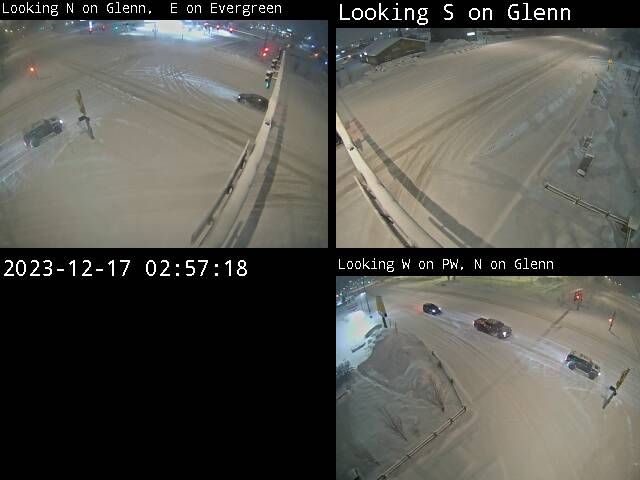 Looking N on Glenn,  E on Evergreen
Looking S on Glenn
2023-12-17 02:57:18
Looking W on PW, N on Glenn